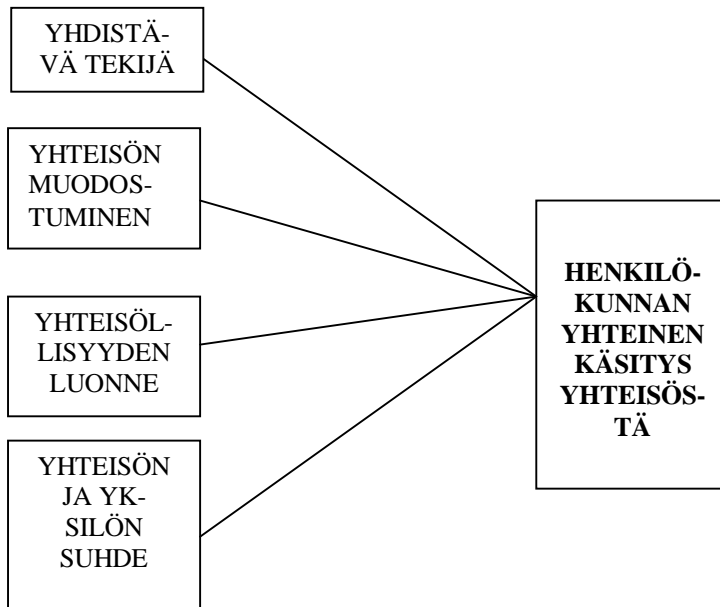 YHDISTÄ-
VÄ TEKIJÄ
YHTEISÖN
MUODOS-
TUMINEN
YHTEISÖL-
LISYYDEN
LUONNE
YHTEISÖN
JA YK-
SILÖN
SUHDE
HENKILÖ-
KUNNAN
YHTEINEN
KÄSITYS
YHTEISÖS-
TÄ